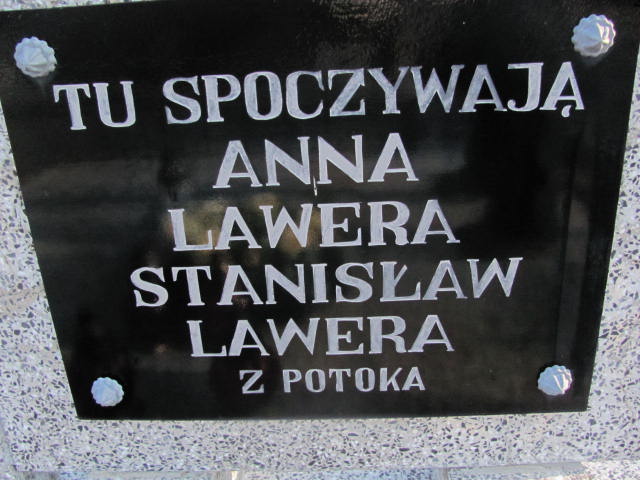 TU SPOCZYWAJĄ
ANNA
LAWERA
STANISŁAW
LAWERA
Z POTOKA